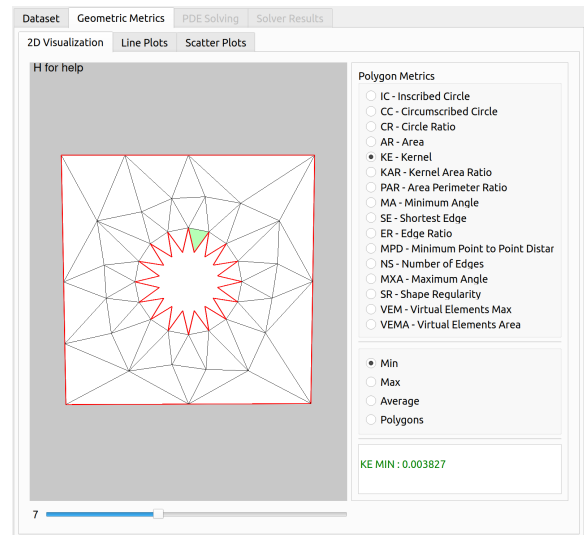 Dataset Geometric Metrics PDE Solving Solver Results
2D Visualization Line Plots Scatter Plots
H for help
Polygon Metrics
IC - Inscribed Circle
CC - Circumscribed Circle
CR - Circle Ratio
AR - Area
KE - Kernel
KAR - Kernel Area Ratio
PAR - Area Perimeter Ratio
MA - Minimum Angle
SE - Shortest Edge
ER - Edge Ratio
MPD - Minimum Point to Point Distar
NS - Number of Edges
MXA - Maximum Angle
SR - Shape Regularity
VEM - Virtual Elements Max
VEMA - Virtual Elements Area
Min
Max
Average
Polygons
KE MIN : 0.003827
7